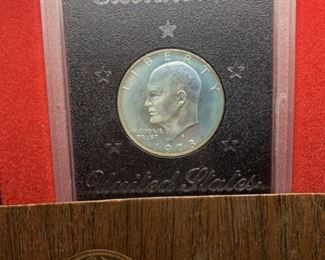 LIBERTY
IN GOD WE
TRUST
1973
United States